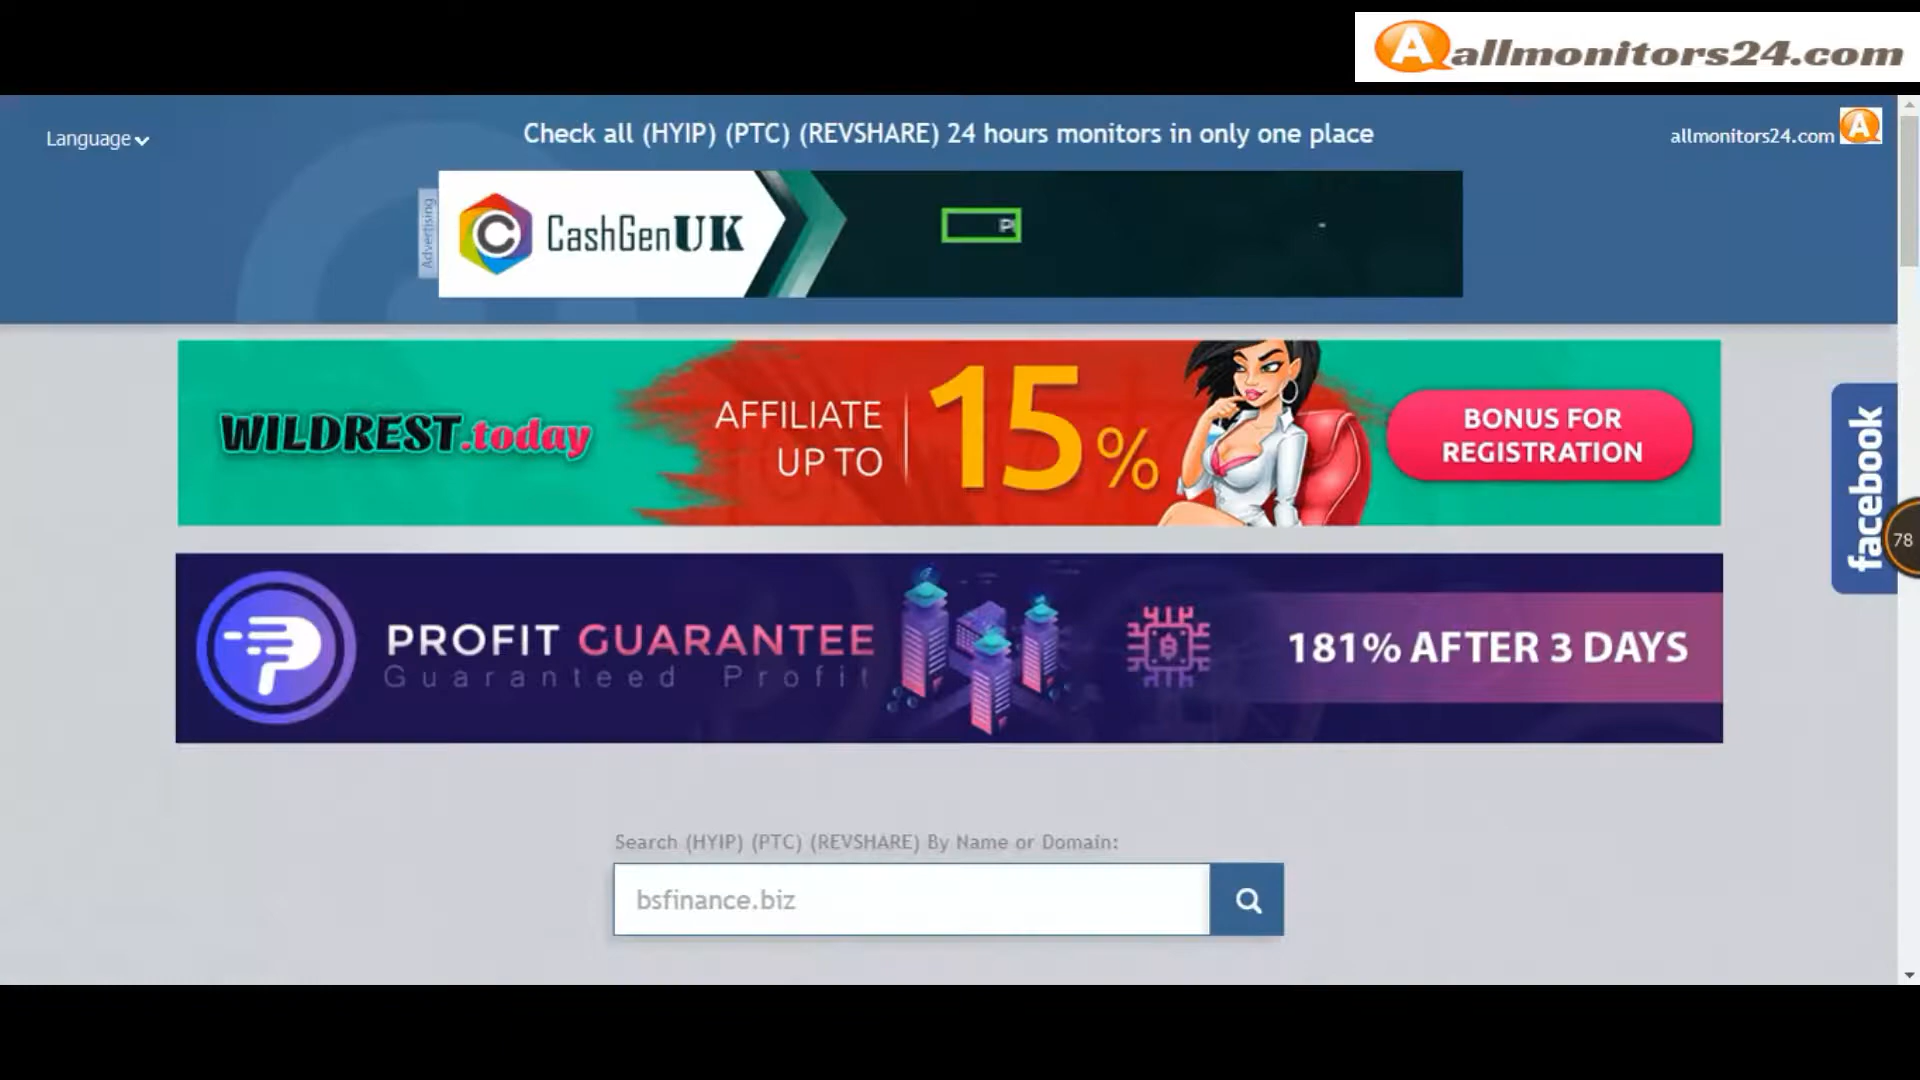 allmonitors24.com
Language
Check all (HYIP) (PTC) (REVSHARE) 24 hours monitors in only one place
allmonitors24.com
Advertising
CashGenUK
WILDREST.today
AFFILIATE
UP TO
15%
BONUS FOR
REGISTRATION
facebook
78
PROFIT GUARANTEE
Guaranteed Profit
181% AFTER 3 DAYS
Search (HYIP) (PTC) (REVSHARE) By Name or Domain:
bsfinance.biz